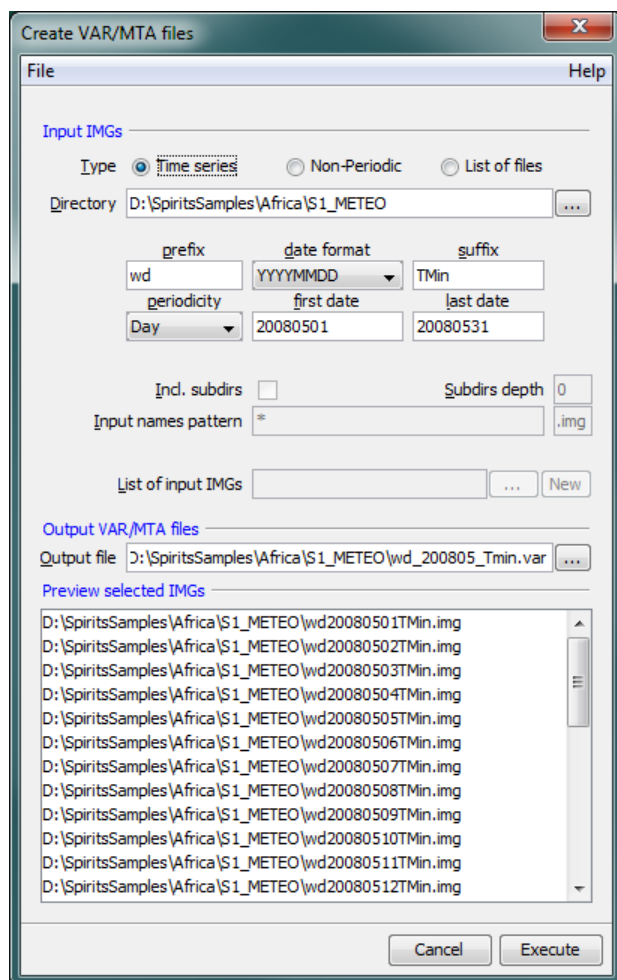 Create VAR/MTA files
File Help
Input IMGs
Type Time series Non-Periodic List of files
Directory D:\SpiritsSamples\Africa\S1_METEO ...
prefix date format suffix
wd YYYYMMDD TMin
periodicity first date last date
Day 20080501 20080531
Incl. subdirs Subdirs depth 0
Input names pattern * .img
List of input IMGs ... New
Output VAR/MTA files
Output file D:\SpiritsSamples\Africa\S1_METEO\wd_200805_Tmin.var ...
Preview selected IMGs
D:\SpiritsSamples\Africa\S1_METEO\wd20080501TMin.img
D:\SpiritsSamples\Africa\S1_METEO\wd20080502TMin.img
D:\SpiritsSamples\Africa\S1_METEO\wd20080503TMin.img
D:\SpiritsSamples\Africa\S1_METEO\wd20080504TMin.img
D:\SpiritsSamples\Africa\S1_METEO\wd20080505TMin.img
D:\SpiritsSamples\Africa\S1_METEO\wd20080506TMin.img
D:\SpiritsSamples\Africa\S1_METEO\wd20080507TMin.img
D:\SpiritsSamples\Africa\S1_METEO\wd20080508TMin.img
D:\SpiritsSamples\Africa\S1_METEO\wd20080509TMin.img
D:\SpiritsSamples\Africa\S1_METEO\wd20080510TMin.img
D:\SpiritsSamples\Africa\S1_METEO\wd20080511TMin.img
D:\SpiritsSamples\Africa\S1_METEO\wd20080512TMin.img
Cancel Execute